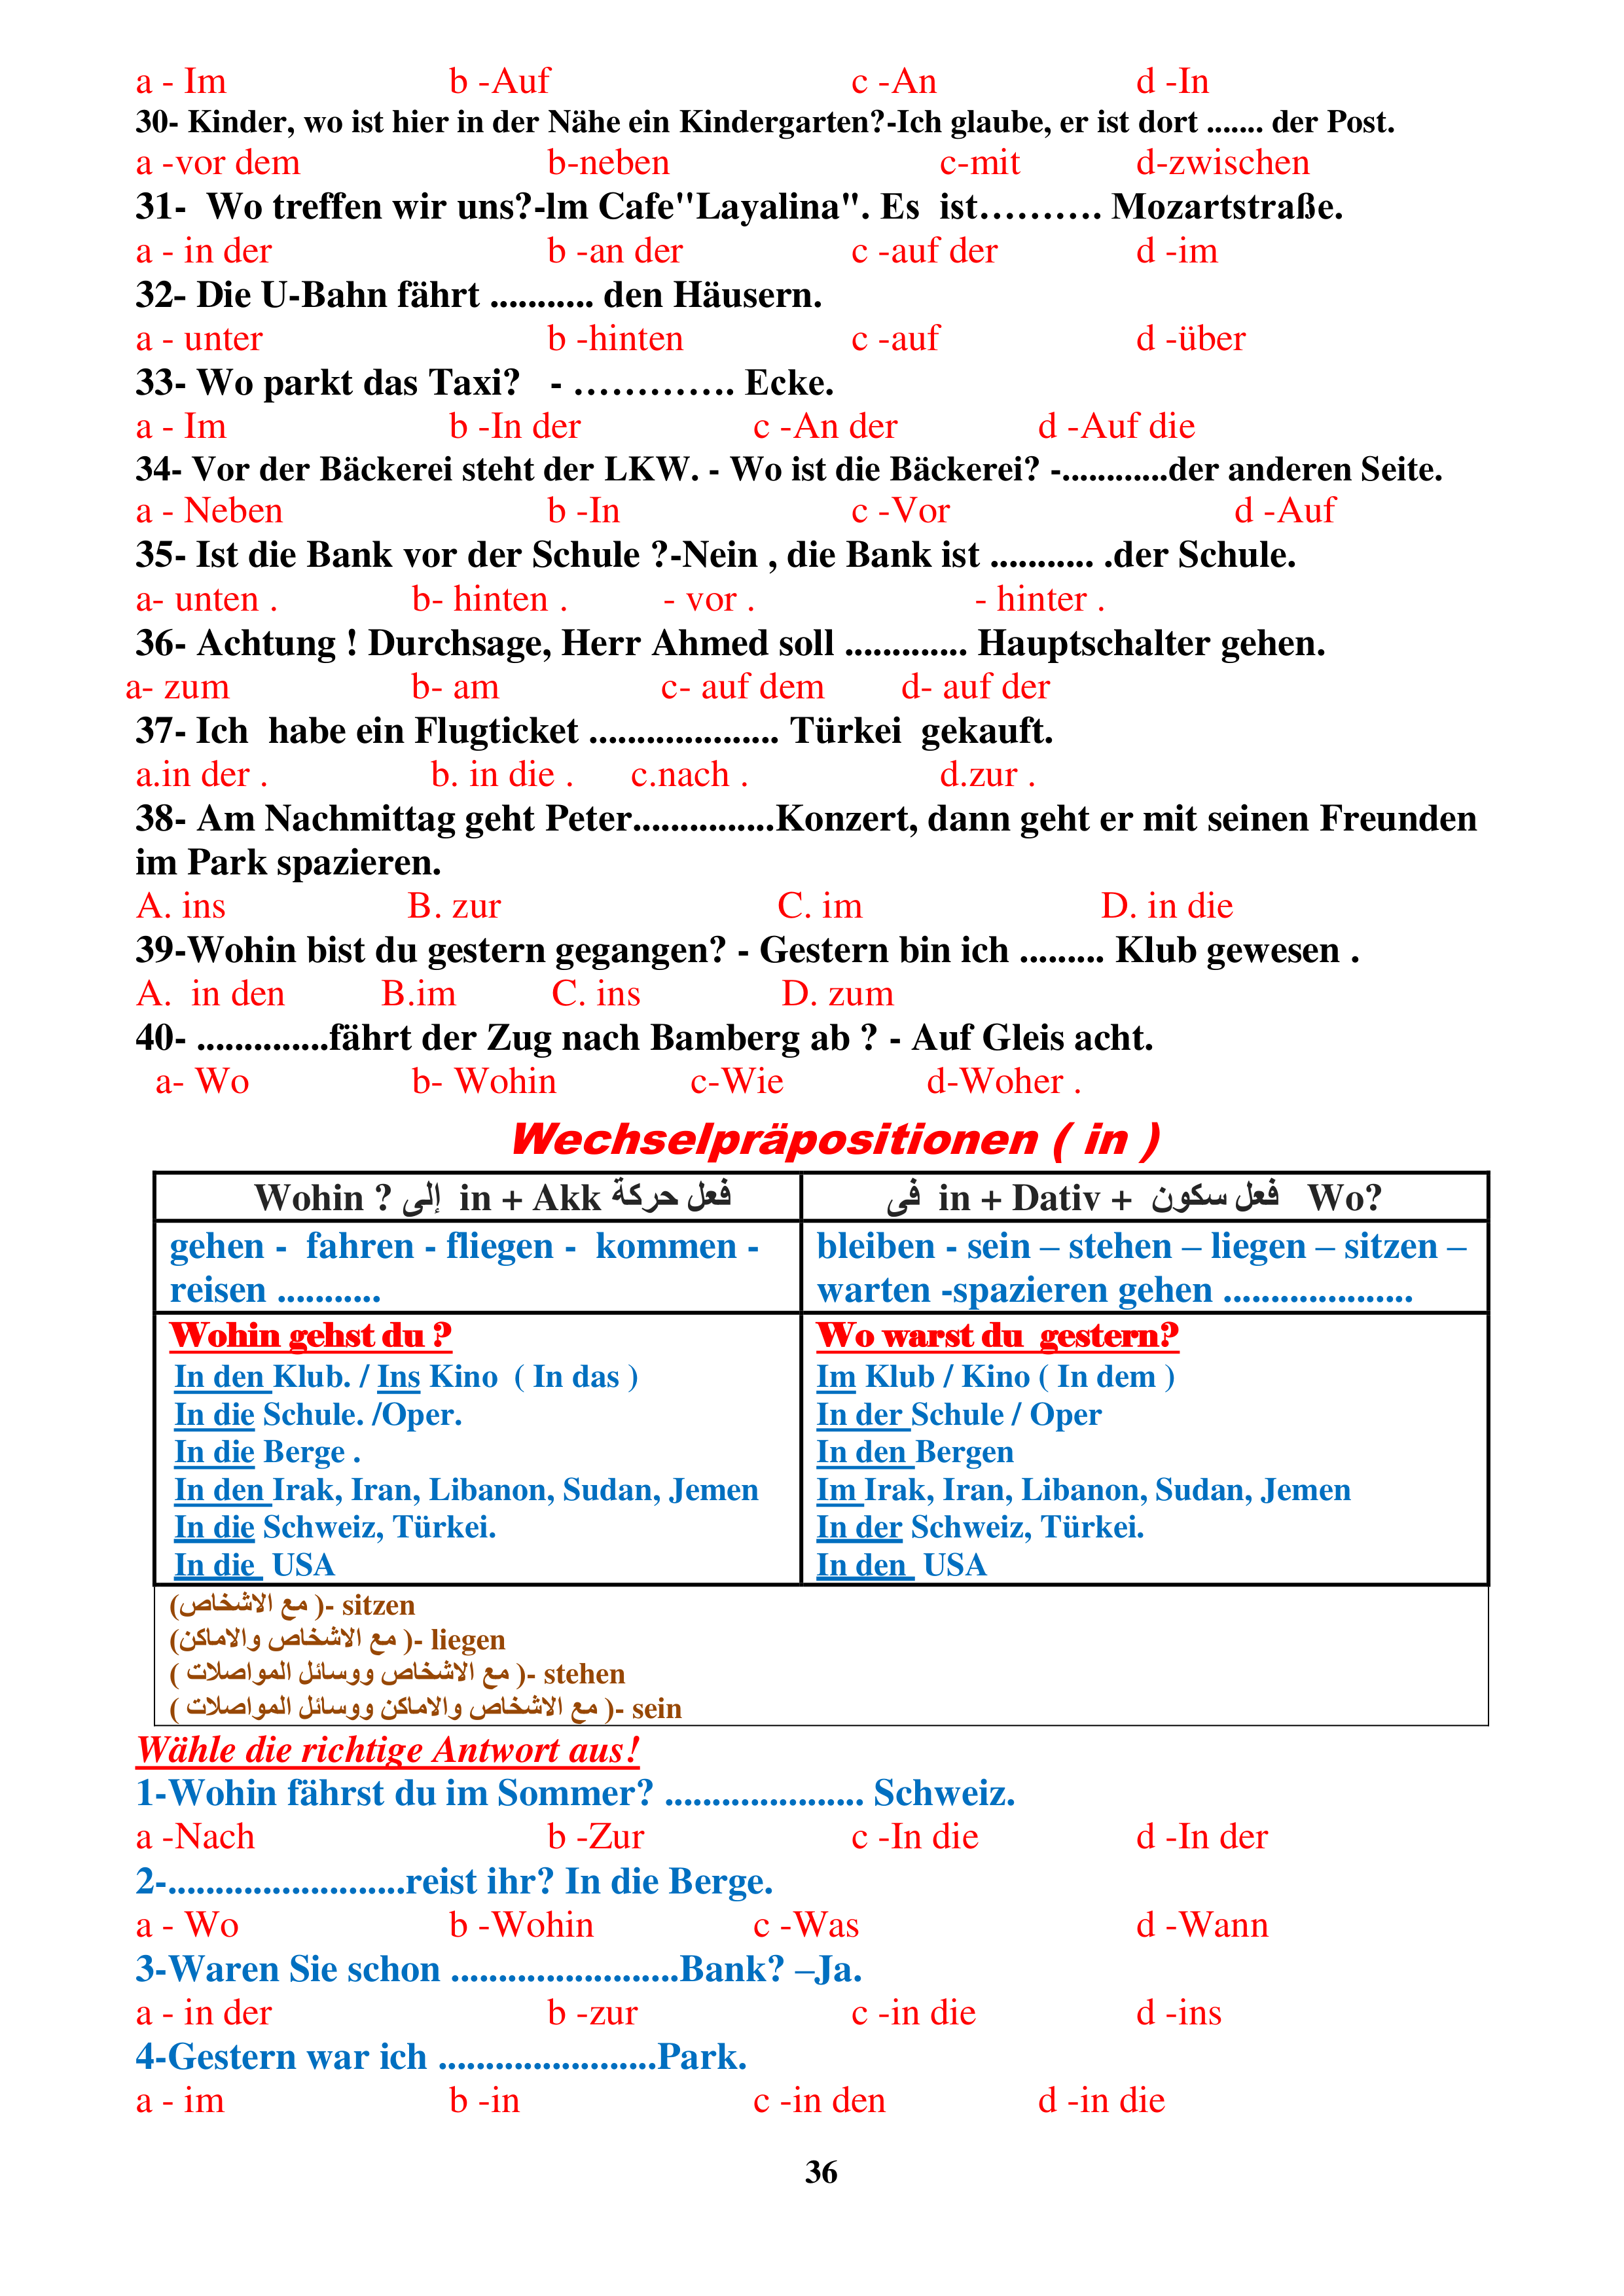 a - Im b -Auf c -An d -In
30- Kinder, wo ist hier in der Nähe ein Kindergarten?-Ich glaube, er ist dort ....... der Post.
a -vor dem b-neben c-mit d-zwischen
31- Wo treffen wir uns?-lm Cafe"Layalina". Es ist………. Mozartstraße.
a - in der b -an der c -auf der d -im
32- Die U-Bahn fährt ........... den Häusern.
a - unter b -hinten c -auf d -über
33- Wo parkt das Taxi? - …………. Ecke.
a - Im b -In der c -An der d -Auf die
34- Vor der Bäckerei steht der LKW. - Wo ist die Bäckerei? -............der anderen Seite.
a - Neben b -In c -Vor d -Auf
35- Ist die Bank vor der Schule ?-Nein , die Bank ist ........... .der Schule.
a- unten . b- hinten . - vor . - hinter .
36- Achtung ! Durchsage, Herr Ahmed soll ............. Hauptschalter gehen.
a- zum b- am c- auf dem d- auf der
37- Ich habe ein Flugticket .................... Türkei gekauft.
a.in der . b. in die . c.nach . d.zur .
38- Am Nachmittag geht Peter...............Konzert, dann geht er mit seinen Freunden
im Park spazieren.
A. ins B. zur C. im D. in die
39-Wohin bist du gestern gegangen? - Gestern bin ich ......... Klub gewesen .
A. in den B.im C. ins D. zum
40- ..............fährt der Zug nach Bamberg ab ? - Auf Gleis acht.
a- Wo b- Wohin c-Wie d-Woher .
Wechselpräpositionen ( in )
Wohin ? إلى in + Akk فعل حركة
فى in + Dativ + فعل سكون Wo?
gehen - fahren - fliegen - kommen -
reisen ...........
bleiben - sein – stehen – liegen – sitzen –
warten -spazieren gehen ....................
Wohin gehst du ?
In den Klub. / Ins Kino ( In das )
In die Schule. /Oper.
In die Berge .
In den Irak, Iran, Libanon, Sudan, Jemen
In die Schweiz, Türkei.
In die USA
Wo warst du gestern?
Im Klub / Kino ( In dem )
In der Schule / Oper
In den Bergen
Im Irak, Iran, Libanon, Sudan, Jemen
In der Schweiz, Türkei.
In den USA
(مع الاشخاص )- sitzen
(مع الاشخاص والاماكن )- liegen
( مع الاشخاص ووسائل المواصلات )- stehen
( مع الاشخاص والاماكن ووسائل المواصلات )- sein
Wähle die richtige Antwort aus!
1-Wohin fährst du im Sommer? ..................... Schweiz.
a -Nach b -Zur c -In die d -In der
2-.........................reist ihr? In die Berge.
a - Wo b -Wohin c -Was d -Wann
3-Waren Sie schon ........................Bank? –Ja.
a - in der b -zur c -in die d -ins
4-Gestern war ich .......................Park.
a - im b -in c -in den d -in die
36